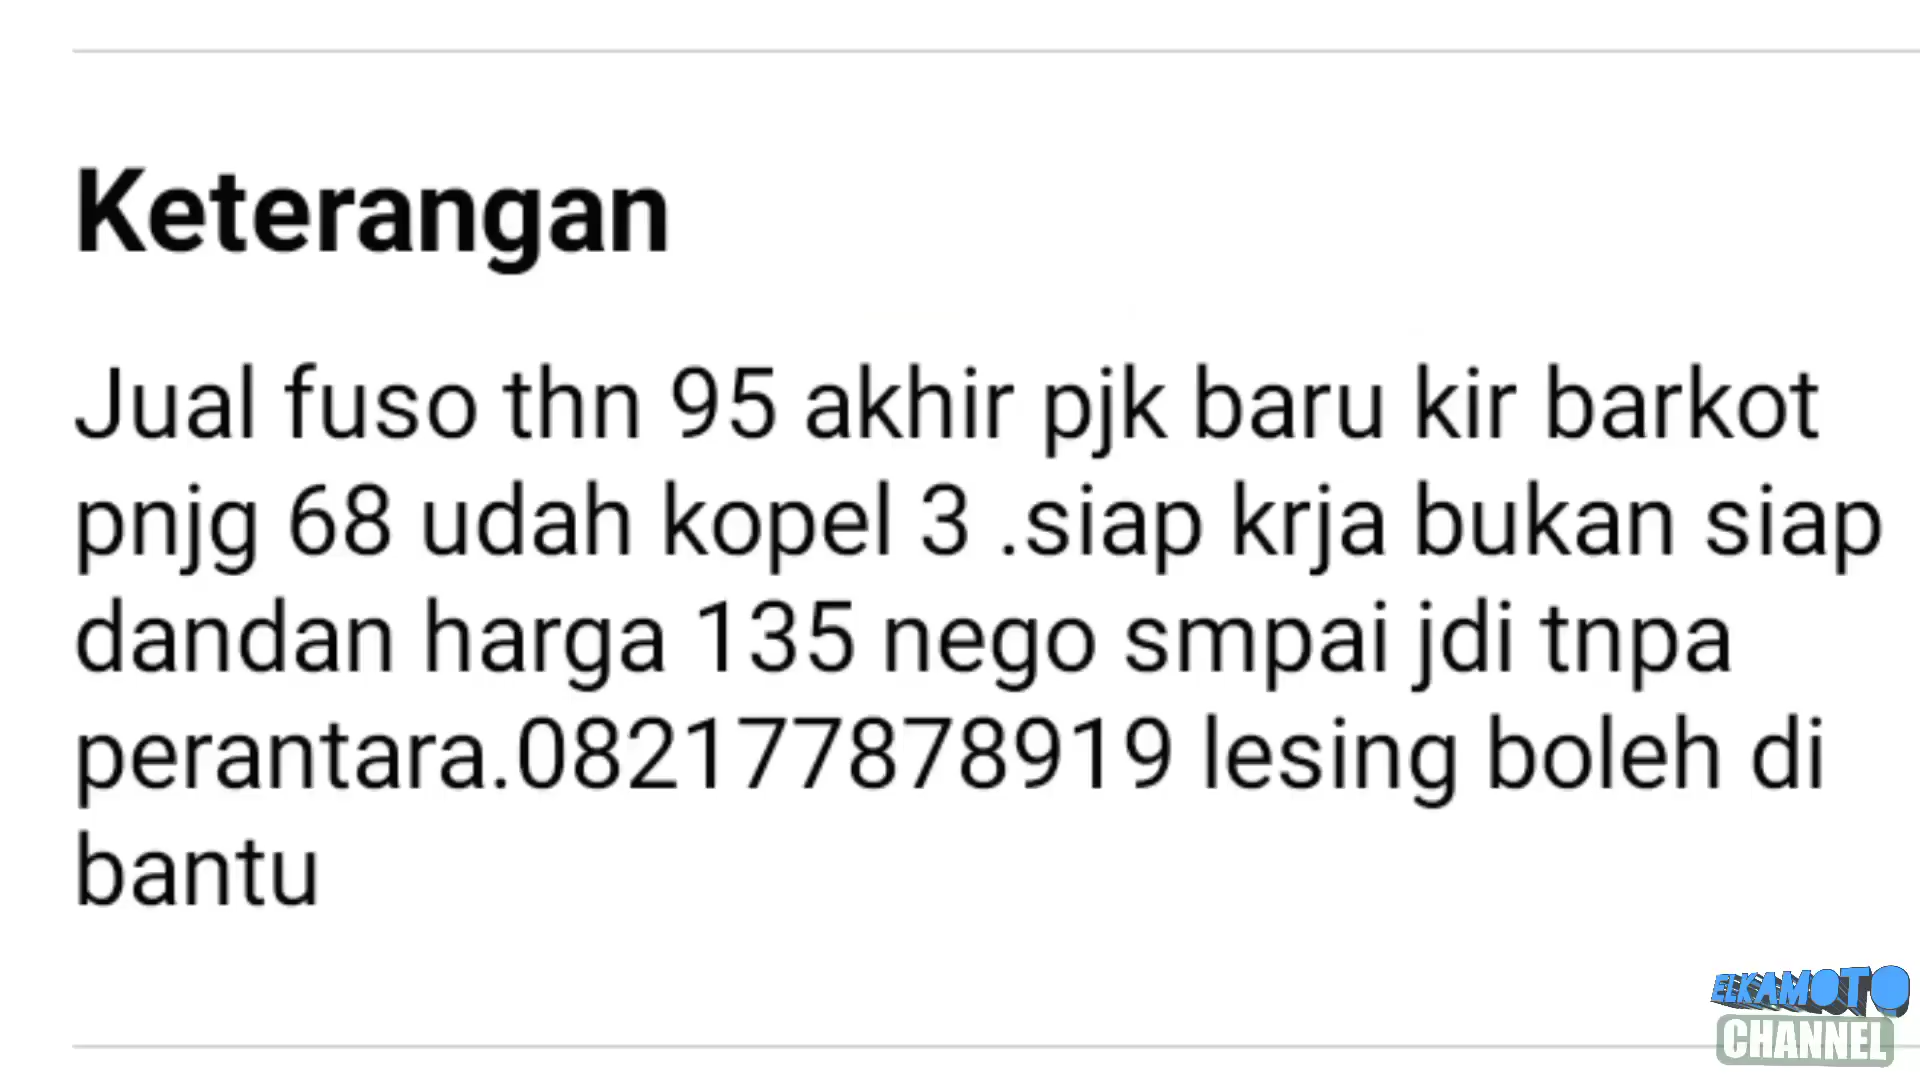 Keterangan
Jual fuso thn 95 akhir pjk baru kir barkot
pnjg 68 udah kopel 3 .siap krja bukan siap
dandan harga 135 nego smpai jdi tnpa
perantara.082177878919 lesing boleh di
bantu
ELKAMOTO
CHANNEL